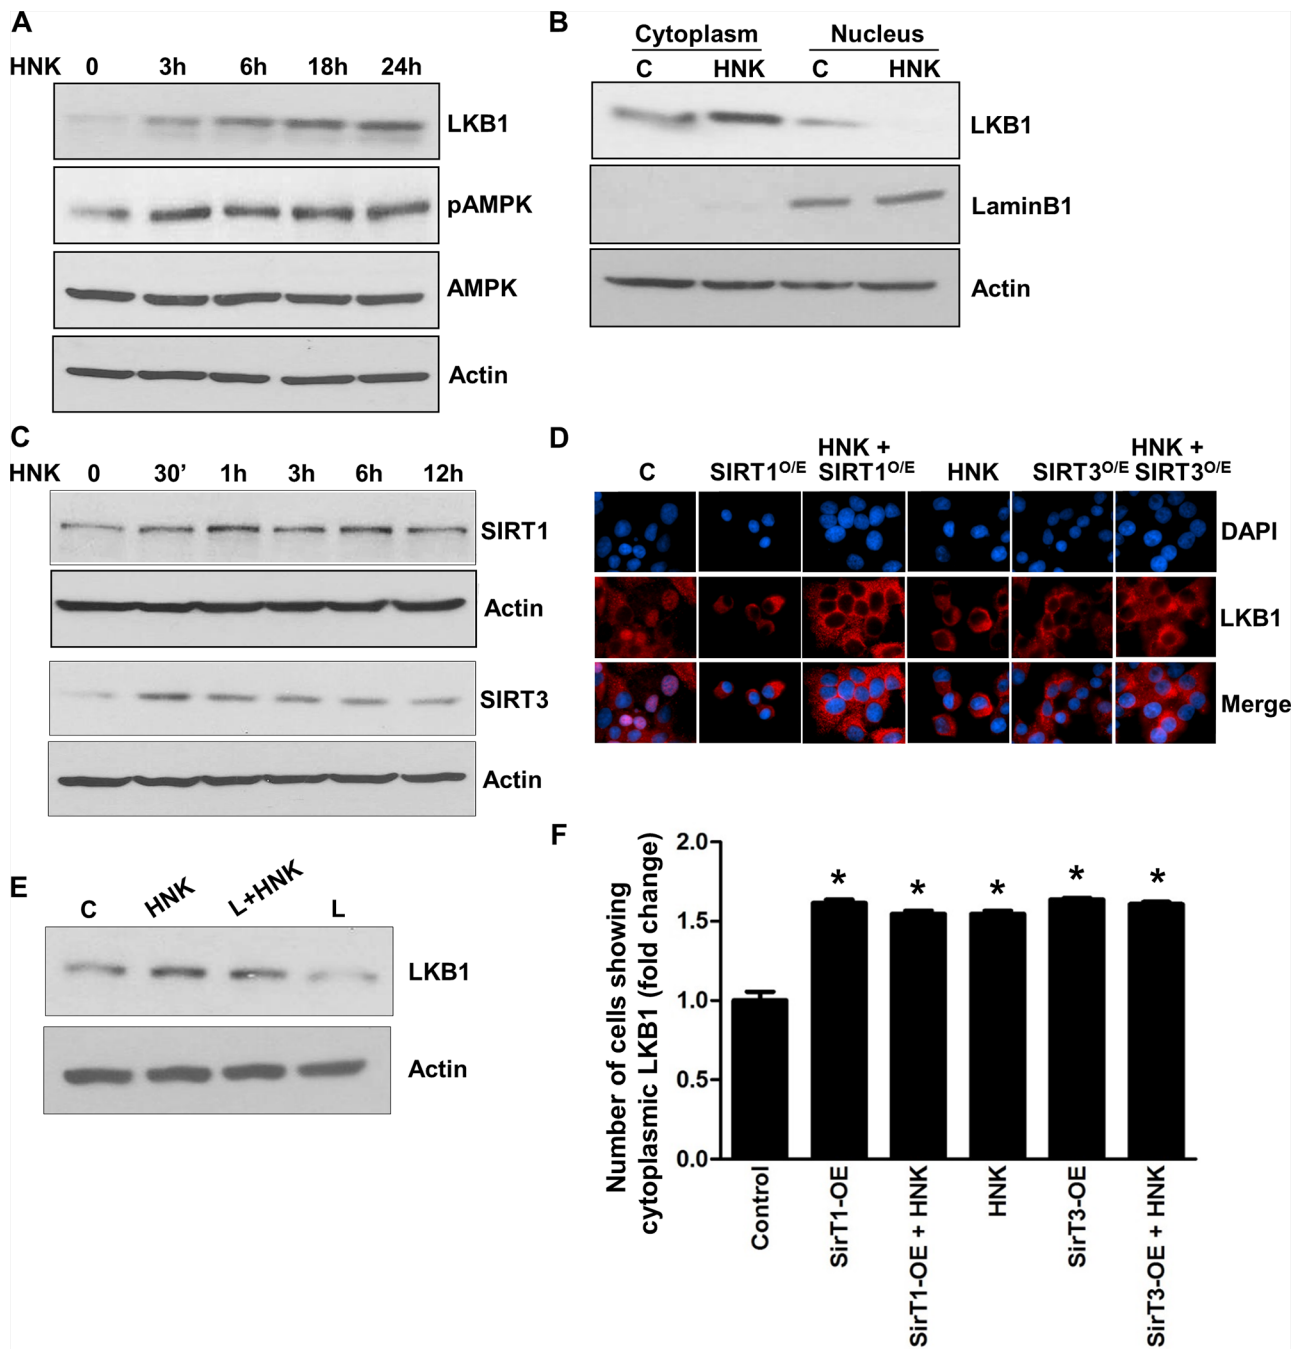 A
HNK 0 3h 6h 18h 24h
LKB1
pAMPK
AMPK
Actin
B
Cytoplasm Nucleus
C HNK C HNK
LKB1
LaminB1
Actin
C
HNK 0 30’ 1h 3h 6h 12h
SIRT1
Actin
SIRT3
Actin
D
C SIRT1O/E HNK + SIRT1O/E HNK SIRT3O/E HNK + SIRT3O/E
DAPI
LKB1
Merge
E
C HNK L+HNK L
LKB1
Actin
F
Number of cells showing
cytoplasmic LKB1 (fold change)
2.0
1.5
1.0
0.5
0.0
* * * * *
Control
SirT1-OE
SirT1-OE + HNK
HNK
SirT3-OE
SirT3-OE + HNK